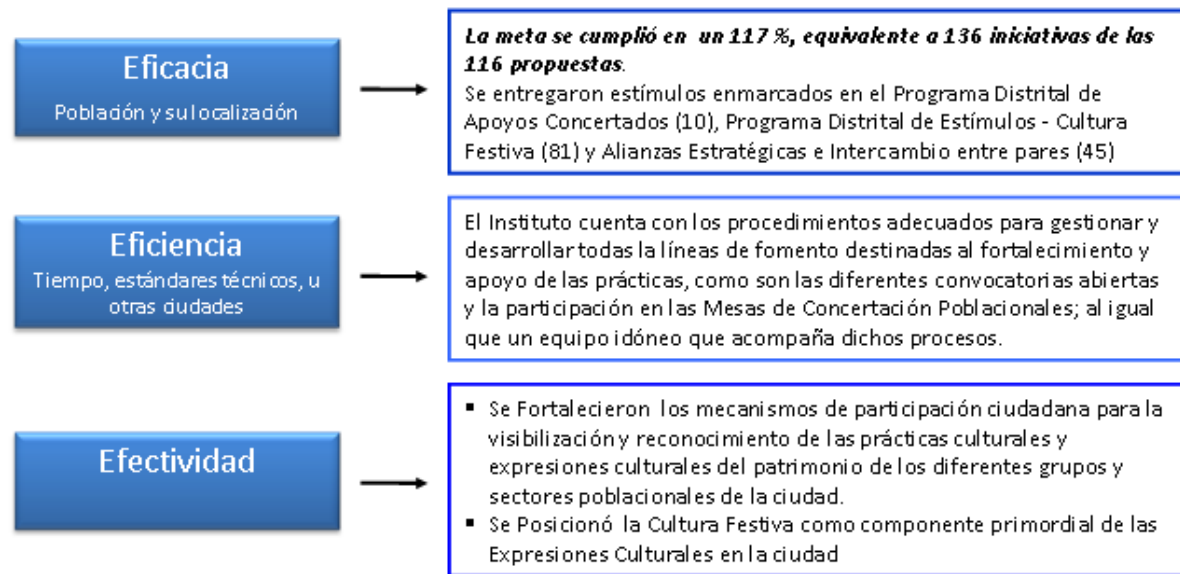 Eficacia
Población y su localización
La meta se cumplió en un 117 %, equivalente a 136 iniciativas de las
116 propuestas.
Se entregaron estímulos enmarcados en el Programa Distrital de
Apoyos Concertados (10), Programa Distrital de Estímulos - Cultura
Festiva (81) y Alianzas Estratégicas e Intercambio entre pares (45)
Eficiencia
Tiempo, estándares técnicos, u
otras ciudades
El Instituto cuenta con los procedimientos adecuados para gestionar y
desarrollar todas la líneas de fomento destinadas al fortalecimiento y
apoyo de las prácticas, como son las diferentes convocatorias abiertas
y la participación en las Mesas de Concertación Poblacionales; al igual
que un equipo idóneo que acompaña dichos procesos.
Efectividad
▪ Se Fortalecieron los mecanismos de participación ciudadana para la
visibilización y reconocimiento de las prácticas culturales y
expresiones culturales del patrimonio de los diferentes grupos y
sectores poblacionales de la ciudad.
▪ Se Posicionó la Cultura Festiva como componente primordial de las
Expresiones Culturales en la ciudad